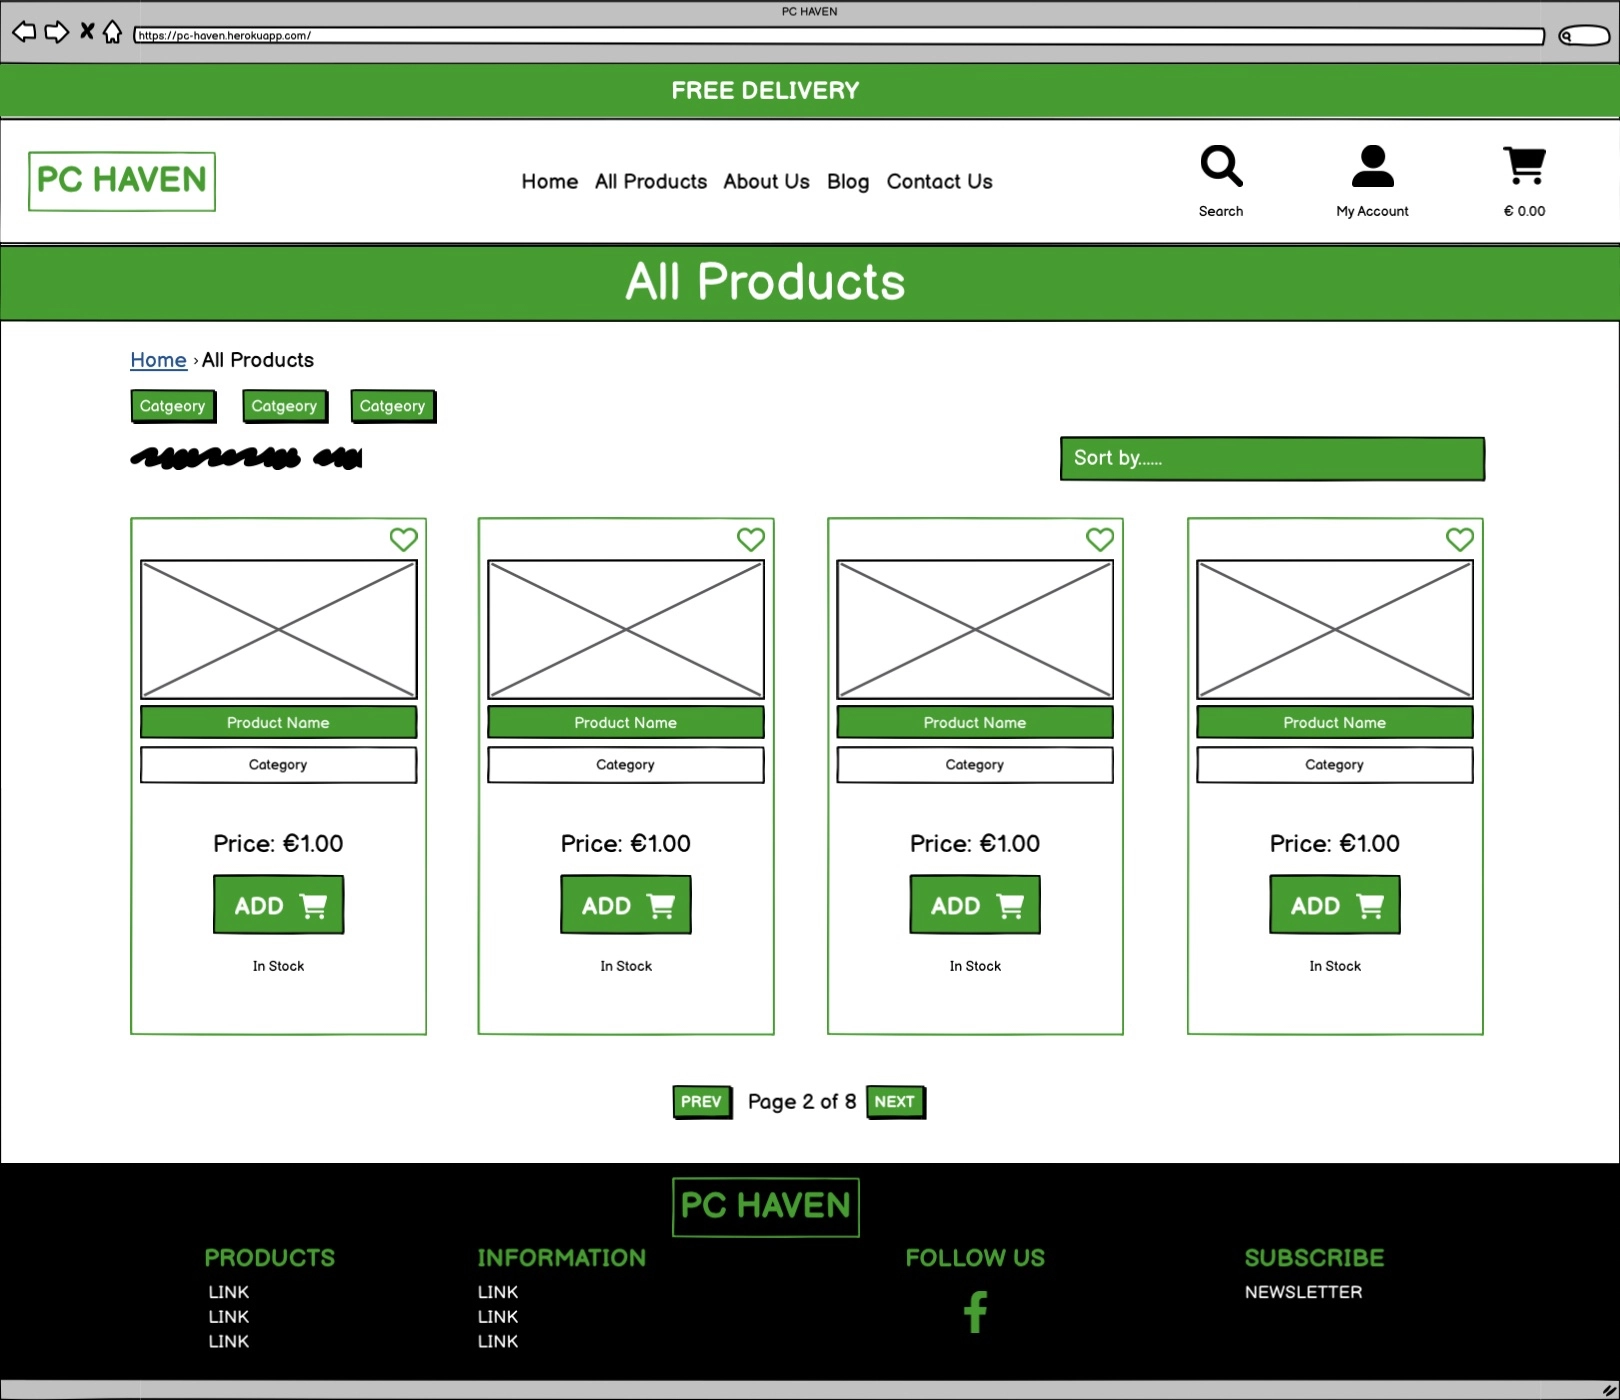 PC HAVEN
https://pc-haven.herokuapp.com/
FREE DELIVERY
PC HAVEN
Home All Products About Us Blog Contact Us
Search My Account € 0.00
All Products
Home › All Products
Catgeory Catgeory Catgeory
Sort by......
Product Name Product Name Product Name Product Name
Category Category Category Category
Price: €1.00 Price: €1.00 Price: €1.00 Price: €1.00
ADD ADD ADD ADD
In Stock In Stock In Stock In Stock
PREV Page 2 of 8 NEXT
PC HAVEN
PRODUCTS INFORMATION FOLLOW US SUBSCRIBE
LINK LINK NEWSLETTER
LINK LINK
LINK LINK